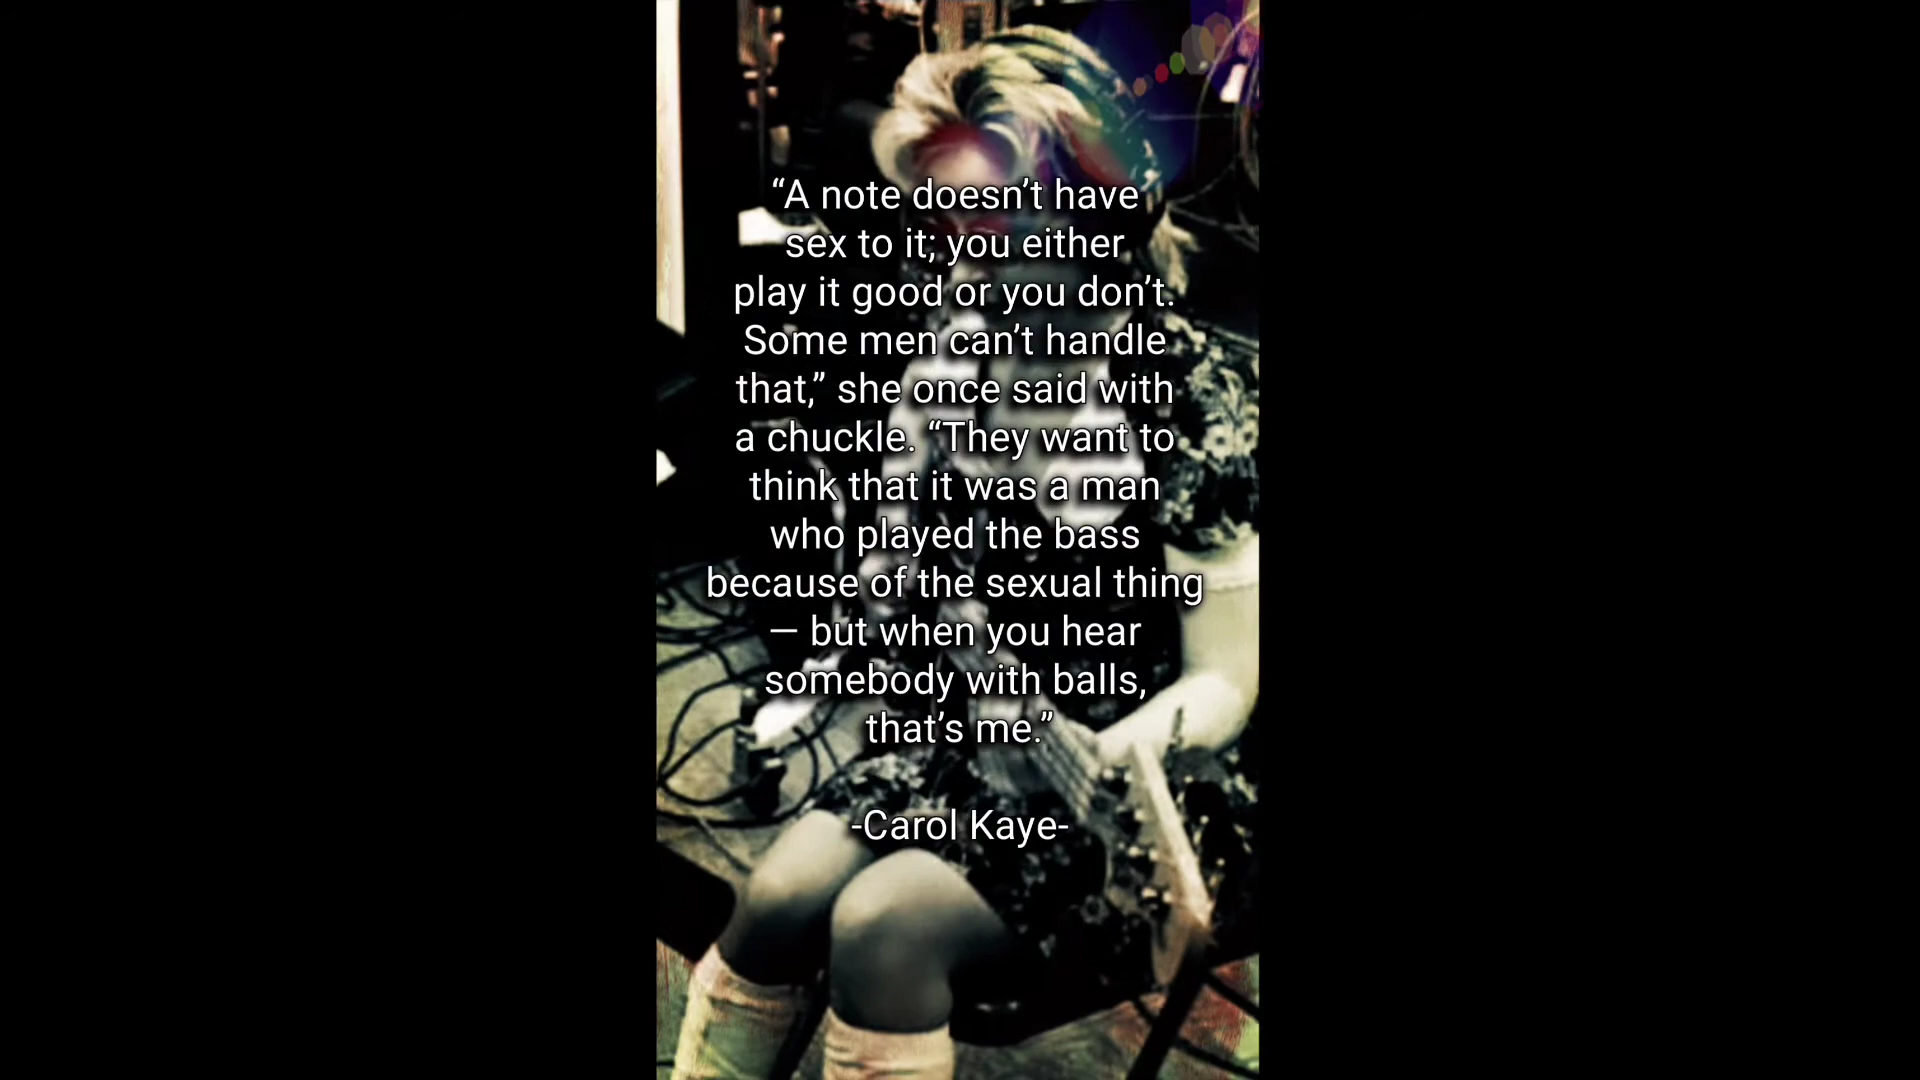 “A note doesn’t have
sex to it; you either
play it good or you don’t.
Some men can’t handle
that,” she once said with
a chuckle. “They want to
think that it was a man
who played the bass
because of the sexual thing
— but when you hear
somebody with balls,
that’s me.”
-Carol Kaye-